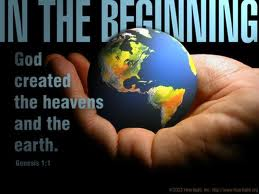 IN THE BEGINNING
God
created
the heavens
and the
earth.
Genesis 1:1